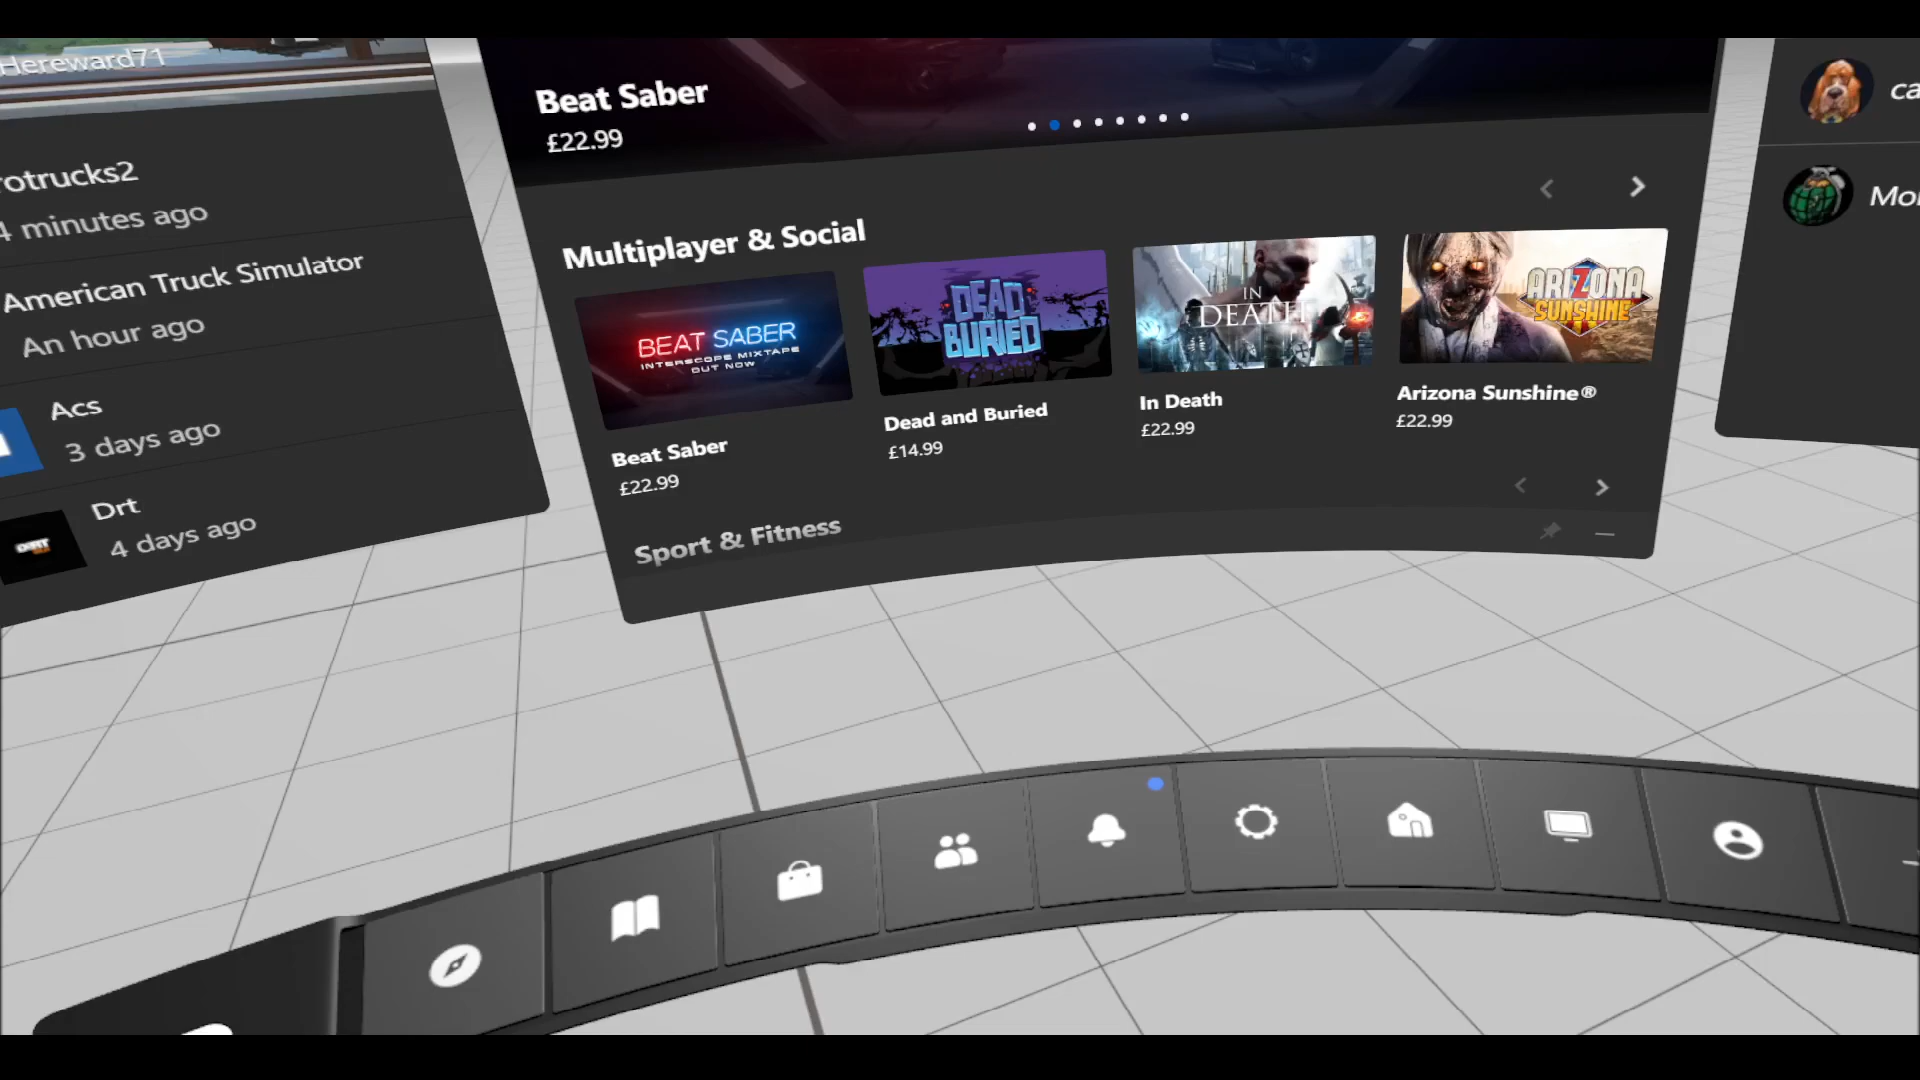 Hereward71
rotrucks2
4 minutes ago
American Truck Simulator
An hour ago
Acs
3 days ago
DiRT
Drt
4 days ago
Beat Saber
£22.99
Multiplayer & Social
BEAT SABER
INTERSCOPE MIXTAPE
OUT NOW
Beat Saber
£22.99
DEAD
BURIED
Dead and Buried
£14.99
IN
DEATH
In Death
£22.99
ARIZONA
SUNSHINE
Arizona Sunshine®
£22.99
Sport & Fitness
ca
Mo